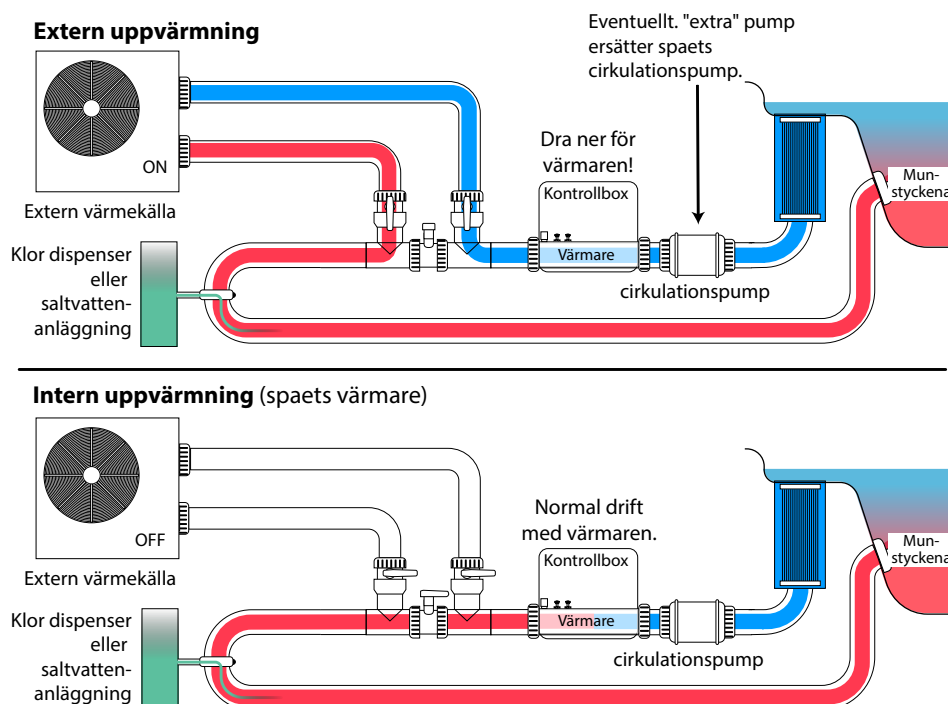 Extern uppvärmning
Eventuellt. "extra" pump
ersätter spaets
cirkulationspump.
Dra ner för
värmaren!
Kontrollbox
ON
Mun-
styckena
Extern värmekälla
Värmare
cirkulationspump
Klor dispenser
eller
saltvatten-
anläggning
Intern uppvärmning (spaets värmare)
Normal drift
med värmaren.
Kontrollbox
OFF
Mun-
styckena
Extern värmekälla
Värmare
cirkulationspump
Klor dispenser
eller
saltvatten-
anläggning